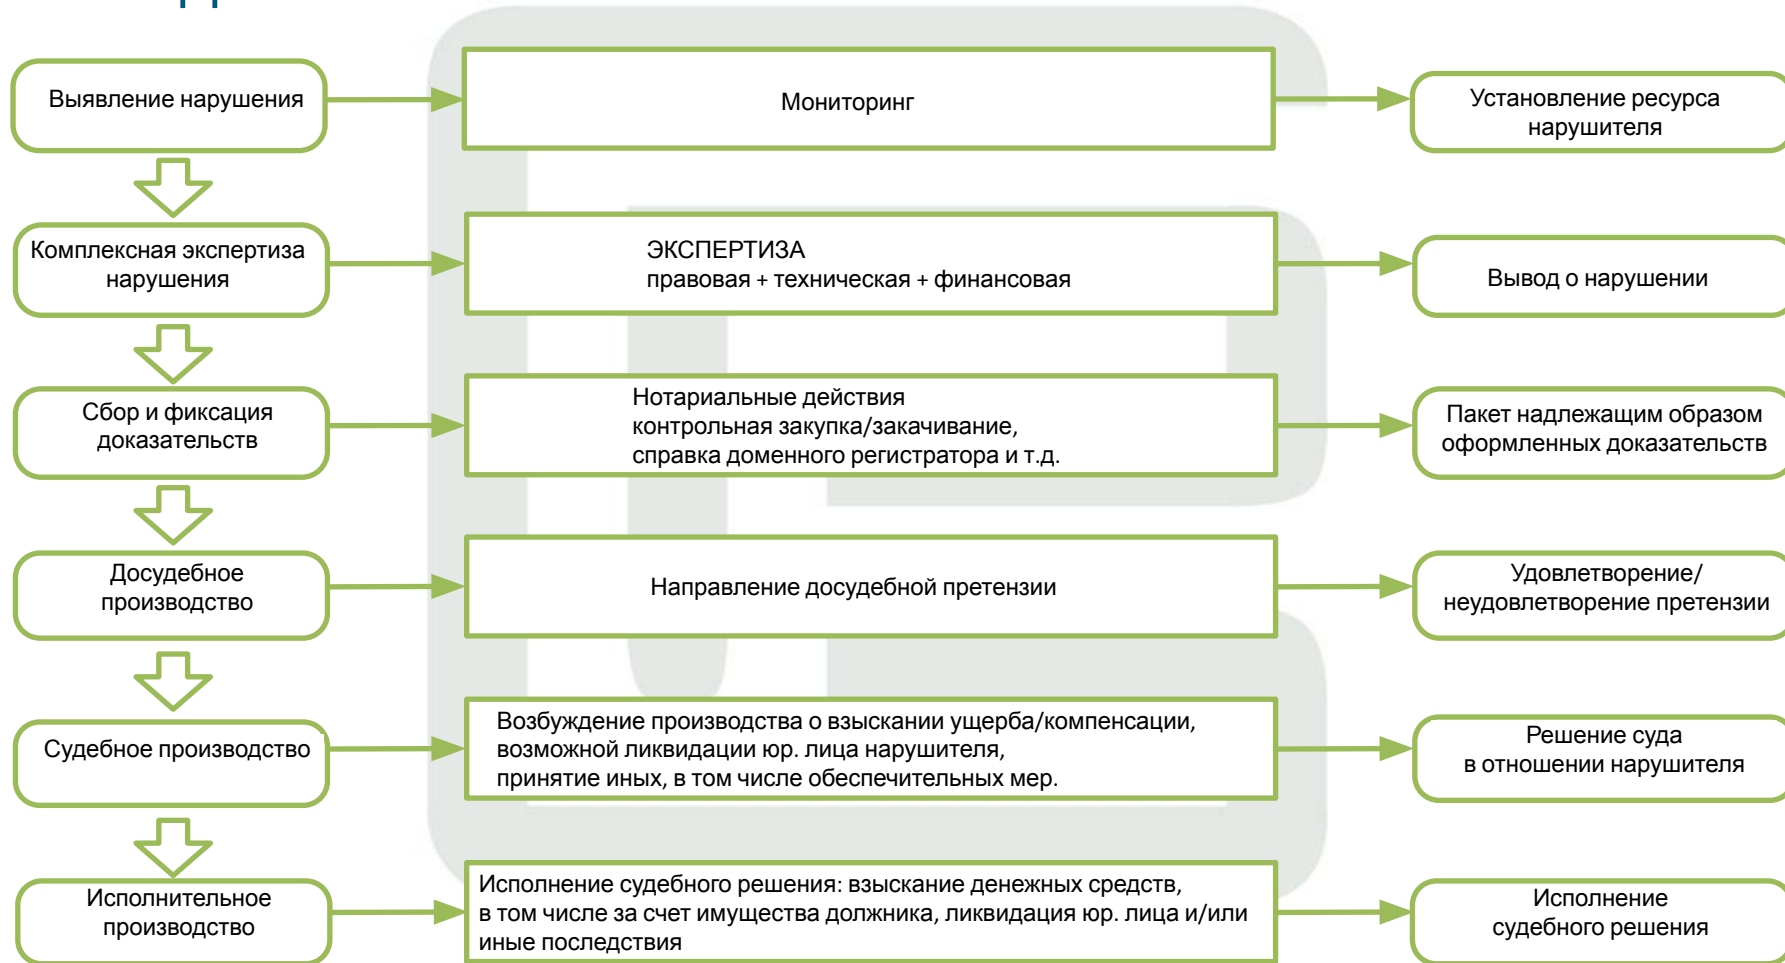 Выявление нарушения
Мониторинг
Установление ресурса
нарушителя
Комплексная экспертиза
нарушения
ЭКСПЕРТИЗА
правовая + техническая + финансовая
Вывод о нарушении
Сбор и фиксация
доказательств
Нотариальные действия
контрольная закупка/закачивание,
справка доменного регистратора и т.д.
Пакет надлежащим образом
оформленных доказательств
Досудебное
производство
Направление досудебной претензии
Удовлетворение/
неудовлетворение претензии
Судебное производство
Возбуждение производства о взыскании ущерба/компенсации,
возможной ликвидации юр. лица нарушителя,
принятие иных, в том числе обеспечительных мер.
Решение суда
в отношении нарушителя
Исполнительное
производство
Исполнение судебного решения: взыскание денежных средств,
в том числе за счет имущества должника, ликвидация юр. лица и/или
иные последствия
Исполнение
судебного решения